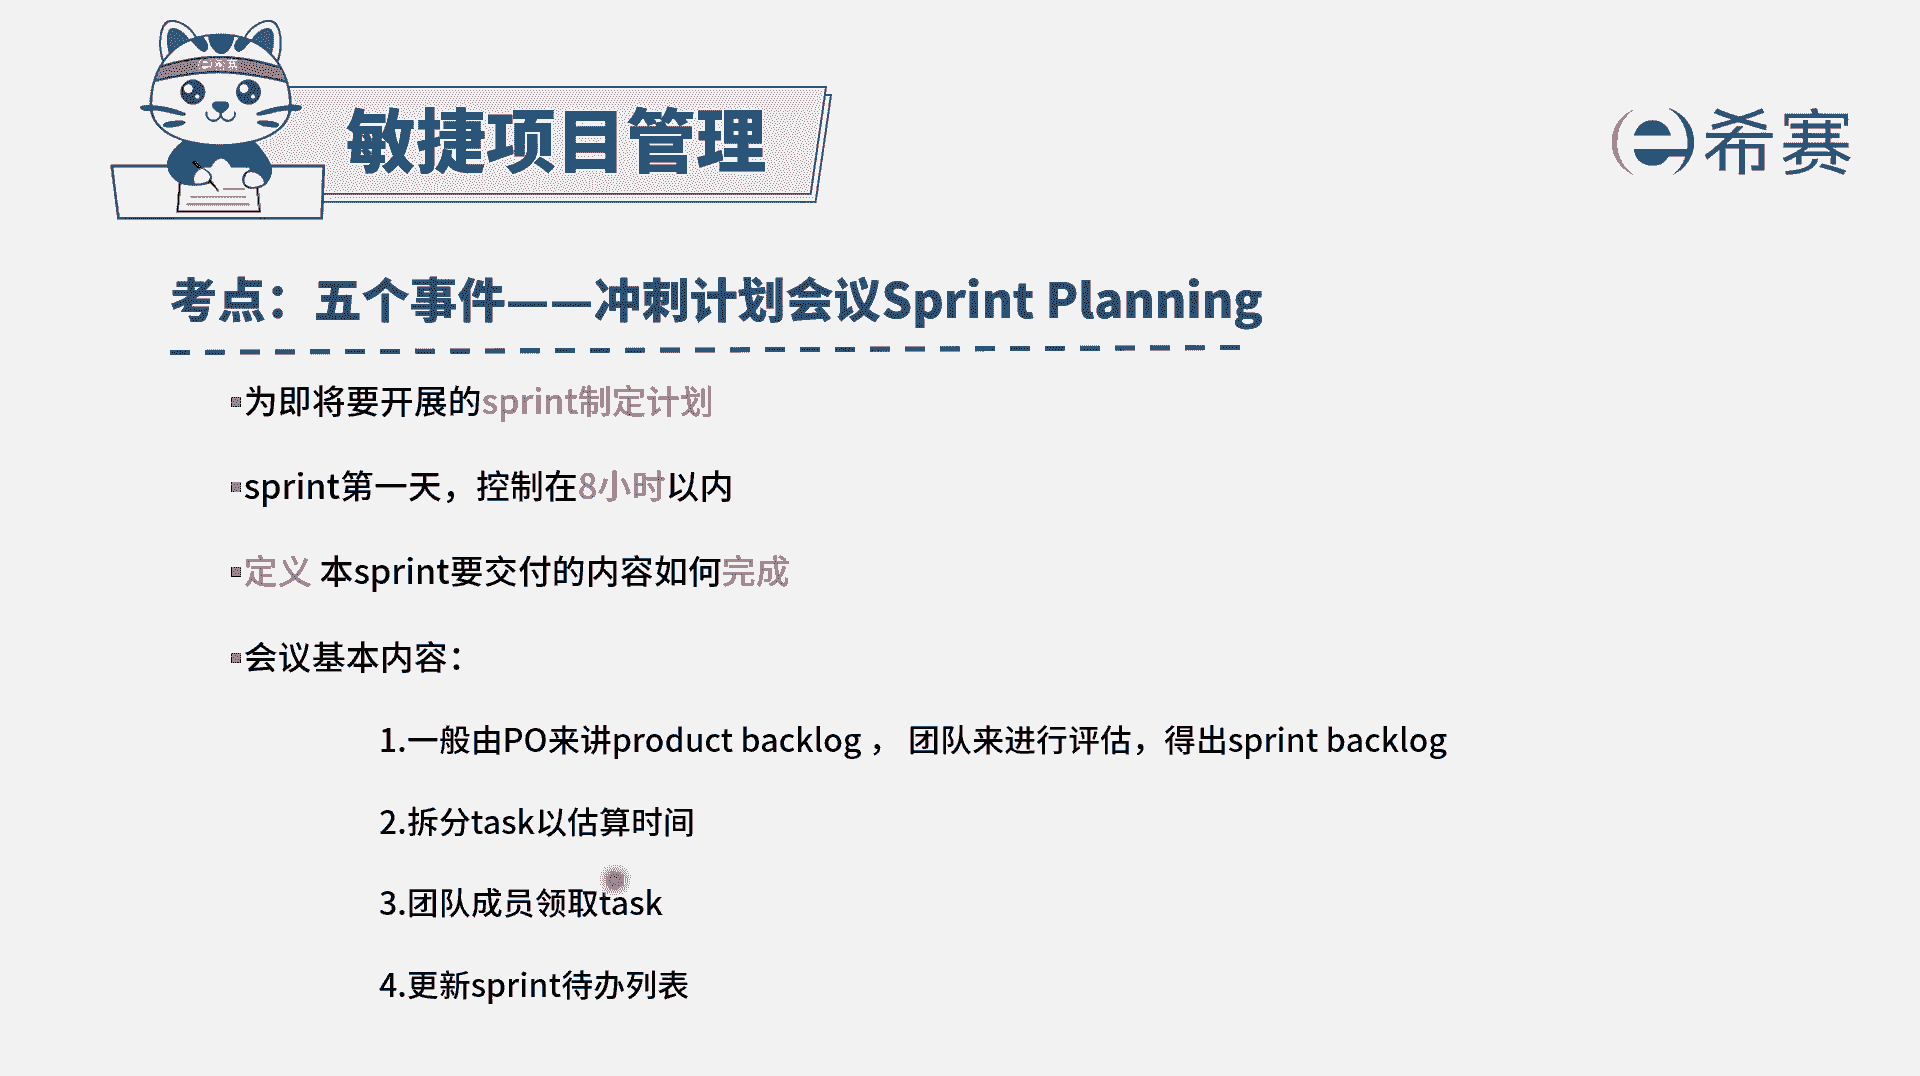 敏捷项目管理
希赛
考点：五个事件——冲刺计划会议Sprint Planning
为即将要开展的sprint制定计划
sprint第一天，控制在8小时以内
定义 本sprint要交付的内容如何完成
会议基本内容：
1.一般由PO来讲product backlog ， 团队来进行评估，得出sprint backlog
2.拆分task以估算时间
3.团队成员领取task
4.更新sprint待办列表